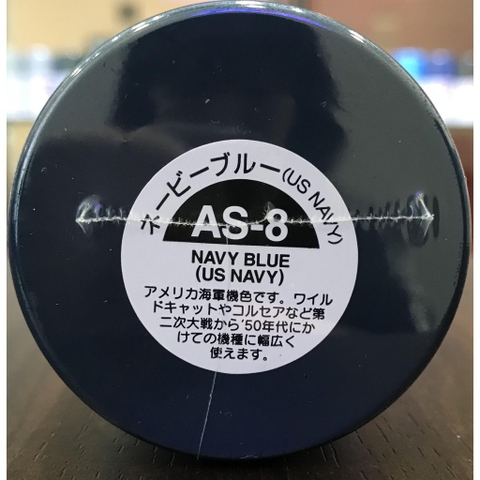 ネービーブルー(US NAVY)
AS-8
NAVY BLUE
(US NAVY)
アメリカ海軍機色です。ワイル
ドキャットやコルセアなど第
二次大戦から'50年代にか
けての機種に幅広く
使えます。